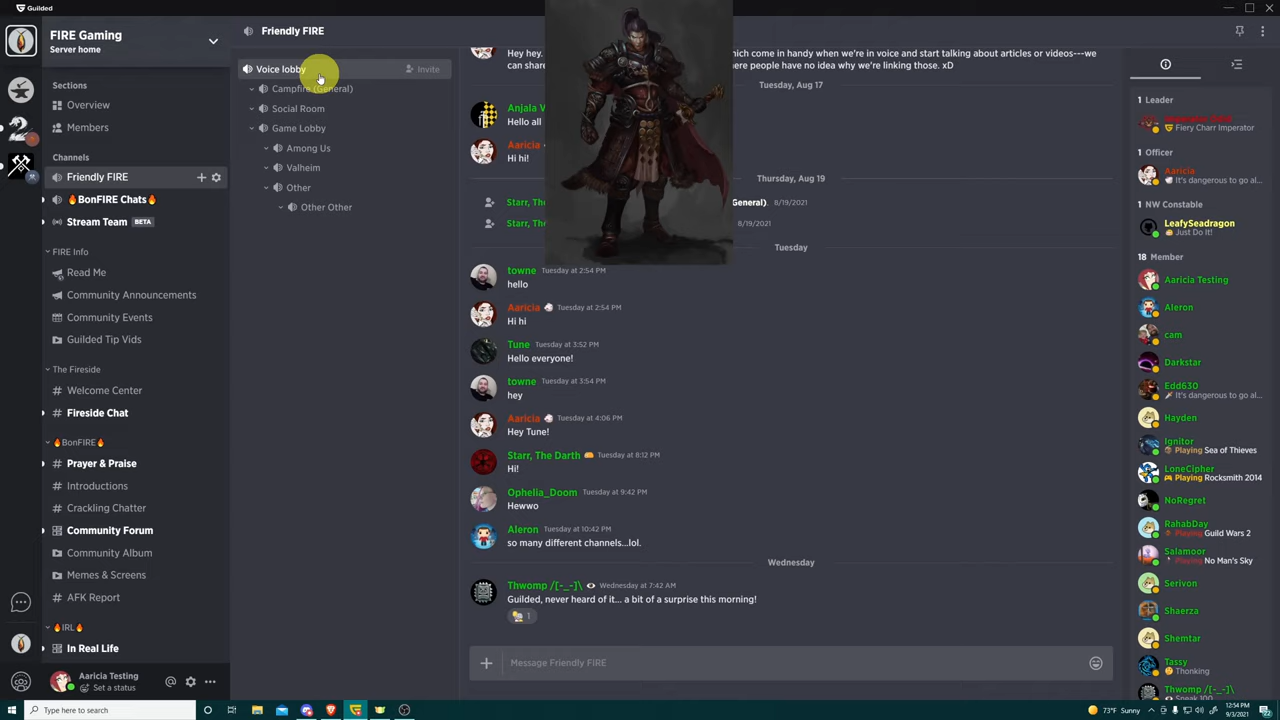 Guilded
FIRE Gaming
Server home
Sections
Overview
Members
Channels
Friendly FIRE
🔥BonFIRE Chats🔥
Stream Team BETA
FIRE Info
Read Me
Community Announcements
Community Events
Guilded Tip Vids
The Fireside
Welcome Center
Fireside Chat
🔥BonFIRE🔥
Prayer & Praise
Introductions
Crackling Chatter
Community Forum
Community Album
Memes & Screens
AFK Report
🔥IRL🔥
In Real Life
Aaricia Testing
Set a status
Friendly FIRE
Voice lobby
Invite
Campfire (General)
Social Room
Game Lobby
Among Us
Valheim
Other
Other Other
Hey hey.
which come in handy when we're in voice and start talking about articles or videos---we
can share
where people have no idea why we're linking those. xD
Tuesday, Aug 17
Anjala V
Hello all
Aaricia
Hi hi!
Thursday, Aug 19
Starr, The
General). 8/19/2021
Starr, The
8/19/2021
Tuesday
towne Tuesday at 2:54 PM
hello
Aaricia Tuesday at 2:54 PM
Hi hi
Tune Tuesday at 3:52 PM
Hello everyone!
towne Tuesday at 3:54 PM
hey
Aaricia Tuesday at 4:06 PM
Hey Tune!
Starr, The Darth Tuesday at 8:12 PM
Hi!
Ophelia_Doom Tuesday at 9:42 PM
Hewwo
Aleron Tuesday at 10:42 PM
so many different channels...lol.
Wednesday
Thwomp /[-_-]\ Wednesday at 7:42 AM
Guilded, never heard of it... a bit of a surprise this morning!
1
Message Friendly FIRE
1 Leader
Fiery Charr Imperator
1 Officer
Aaricia
It's dangerous to go al...
1 NW Constable
LeafySeadragon
Just Do It!
18 Member
Aaricia Testing
Aleron
cam
Darkstar
Edd630
It's dangerous to go al...
Hayden
Ignitor
Playing Sea of Thieves
LoneCipher
Playing Rocksmith 2014
NoRegret
RahabDay
Playing Guild Wars 2
Salamoor
Playing No Man's Sky
Serivon
Shaerza
Shemtar
Tassy
Thonking
Thwomp /[-_-]\
Speak 100
Type here to search
73°F Sunny
12:54 PM
9/3/2021